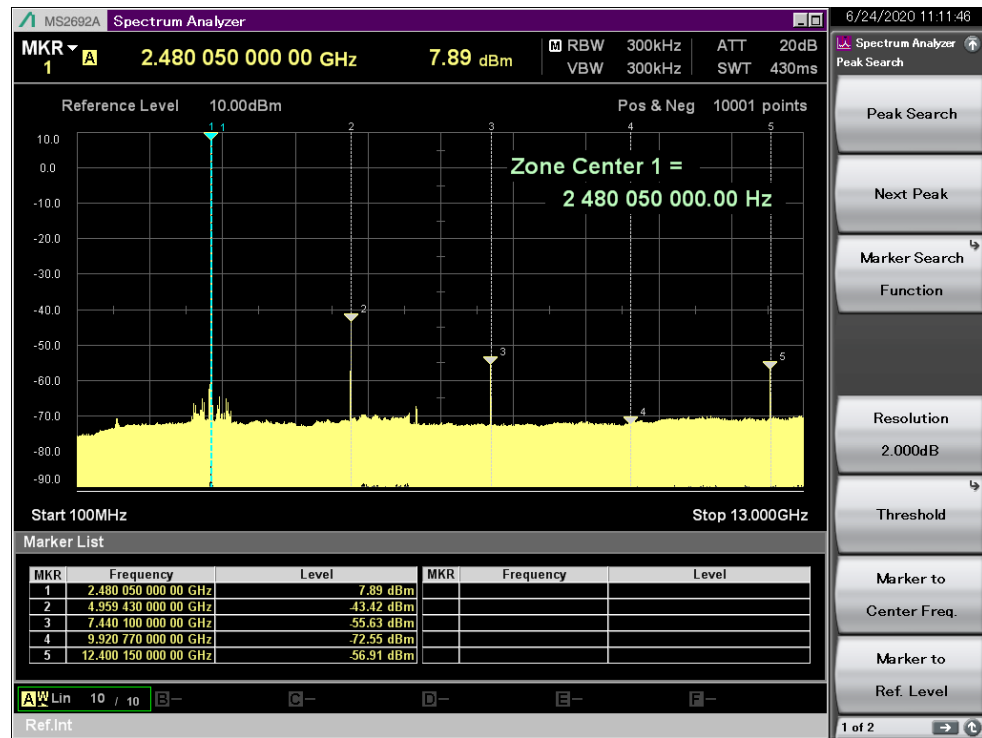 MS2692A Spectrum Analyzer
6/24/2020 11:11:46
MKR 1 A 2.480 050 000 00 GHz 7.89 dBm
M RBW 300kHz ATT 20dB
VBW 300kHz SWT 430ms
Spectrum Analyzer
Peak Search
Reference Level 10.00dBm Pos & Neg 10001 points
1 1 2 3 4 5
Zone Center 1 =
2 480 050 000.00 Hz
10.0
0.0
-10.0
-20.0
-30.0
-40.0
-50.0
-60.0
-70.0
-80.0
-90.0
2
3
4
5
Start 100MHz Stop 13.000GHz
Marker List
MKR Frequency Level MKR Frequency Level
1 2.480 050 000 00 GHz 7.89 dBm
2 4.959 430 000 00 GHz -43.42 dBm
3 7.440 100 000 00 GHz -55.63 dBm
4 9.920 770 000 00 GHz -72.55 dBm
5 12.400 150 000 00 GHz -56.91 dBm
A W Lin 10 / 10 B- C- D- E- F-
Ref.Int
Peak Search
Next Peak
Marker Search
Function
Resolution
2.000dB
Threshold
Marker to
Center Freq.
Marker to
Ref. Level
1 of 2